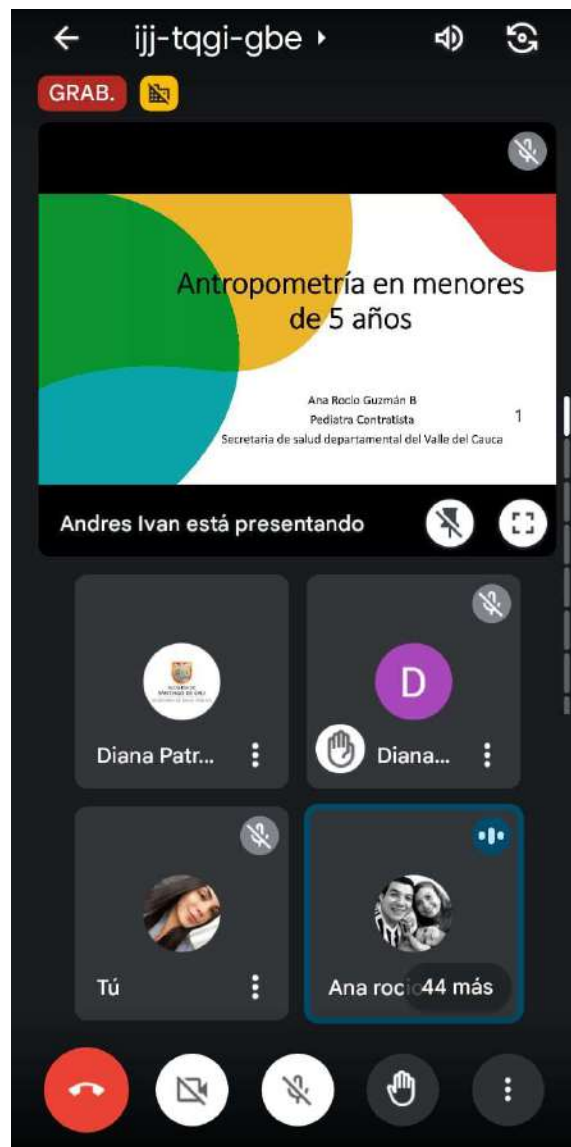 ijj-tqgi-gbe
GRAB.
Antropometría en menores
de 5 años
Ana Rocio Guzmán B
Pediatra Contratista
Secretaria de salud departamental del Valle del Cauca
1
Andres Ivan está presentando
D
Diana Patr...
Diana...
Tú
Ana rocio
44 más